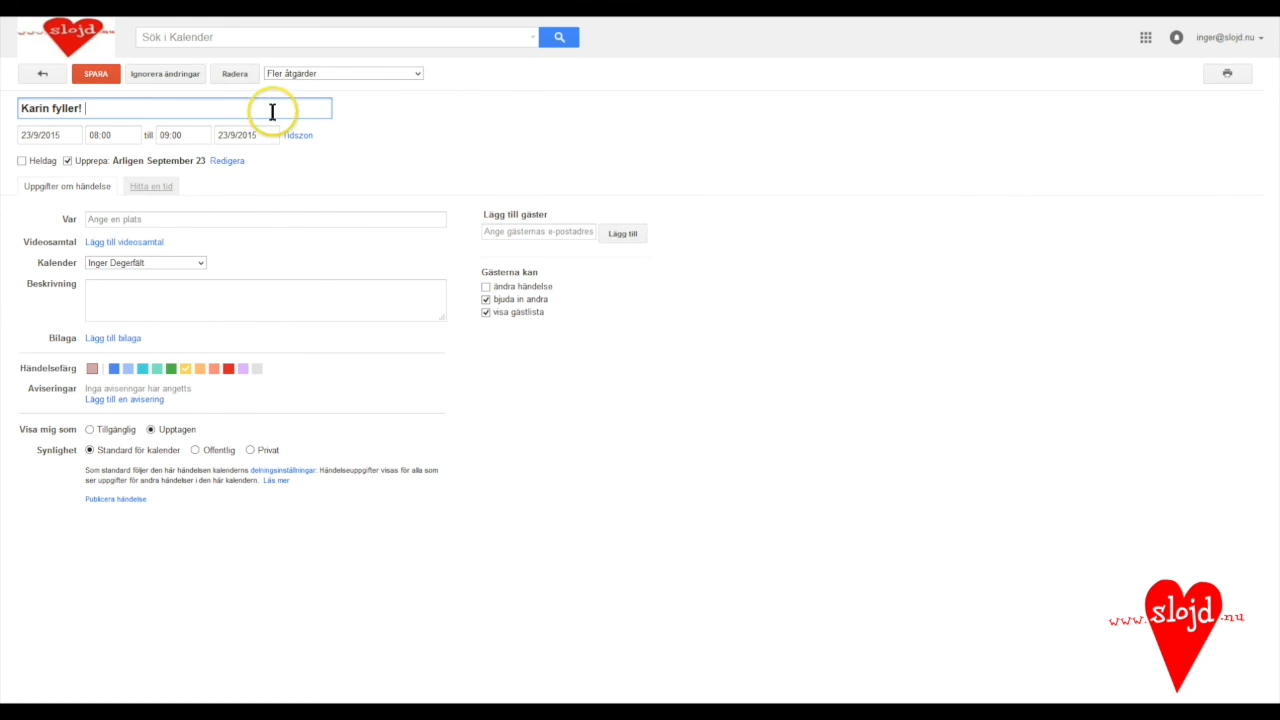 www.slojd.nu
Sök i Kalender
inger@slojd.nu
SPARA Ignorera ändringar Radera Fler åtgärder
Karin fyller!
23/9/2015 08:00 till 09:00 23/9/2015 Tidszon
Heldag Upprepa: Årligen September 23 Redigera
Uppgifter om händelse Hitta en tid
Var Ange en plats
Videosamtal Lägg till videosamtal
Kalender Inger Degerfält
Beskrivning
Bilaga Lägg till bilaga
Händelsefärg
Aviseringar Inga aviseringar har angetts
Lägg till en avisering
Visa mig som Tillgänglig Upptagen
Synlighet Standard för kalender Offentlig Privat
Som standard följer den här händelsen kalenderns delningsinställningar: Händelseuppgifter visas för alla som
ser uppgifter för andra händelser i den här kalendern. Läs mer
Publicera händelse
Lägg till gäster
Ange gästernas e-postadres Lägg till
Gästerna kan
ändra händelse
bjuda in andra
visa gästlista
www.slojd.nu